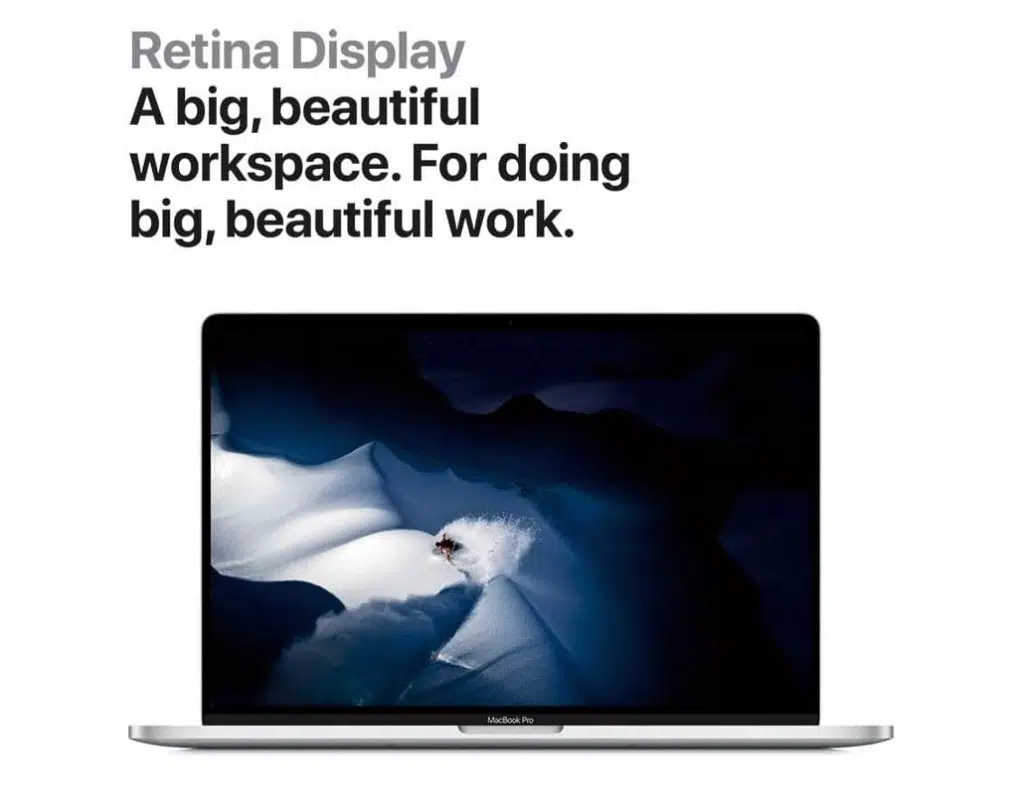 Retina Display
A big, beautiful
workspace. For doing
big, beautiful work.
MacBook Pro